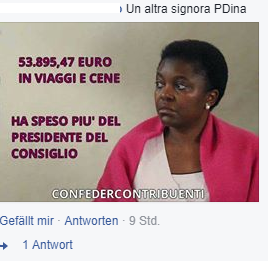 Un altra signora PDina
53.895,47 EURO
IN VIAGGI E CENE
HA SPESO PIU' DEL
PRESIDENTE DEL
CONSIGLIO
CONFEDERCONTRIBUENTI
Gefällt mir · Antworten · 9 Std.
1 Antwort